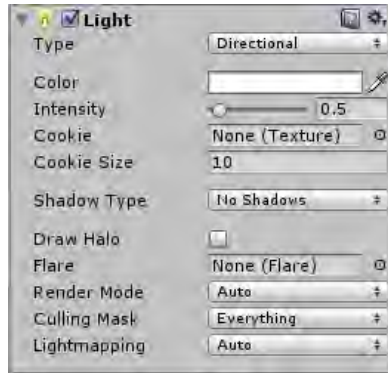 Light
Type Directional
Color
Intensity 0.5
Cookie None (Texture)
Cookie Size 10
Shadow Type No Shadows
Draw Halo
Flare None (Flare)
Render Mode Auto
Culling Mask Everything
Lightmapping Auto